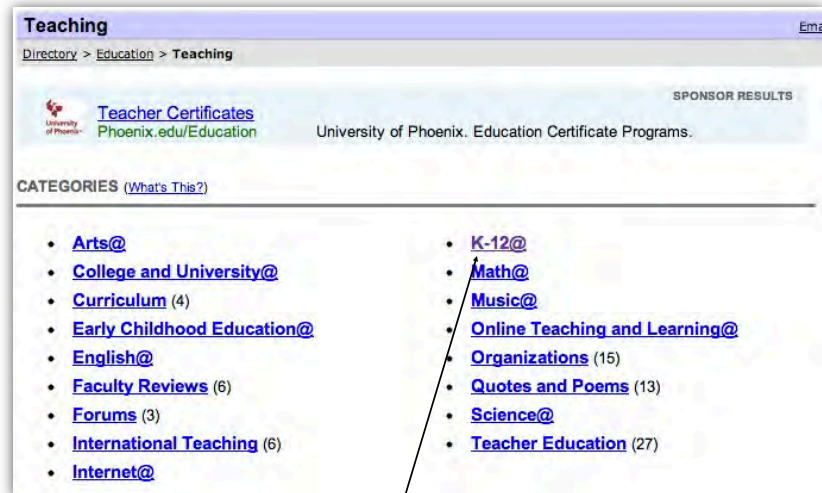 Teaching
Ema
Directory > Education > Teaching
SPONSOR RESULTS
University of Phoenix
Teacher Certificates
Phoenix.edu/Education
University of Phoenix. Education Certificate Programs.
CATEGORIES (What's This?)
• Arts@
• College and University@
• Curriculum (4)
• Early Childhood Education@
• English@
• Faculty Reviews (6)
• Forums (3)
• International Teaching (6)
• Internet@
• K-12@
• Math@
• Music@
• Online Teaching and Learning@
• Organizations (15)
• Quotes and Poems (13)
• Science@
• Teacher Education (27)